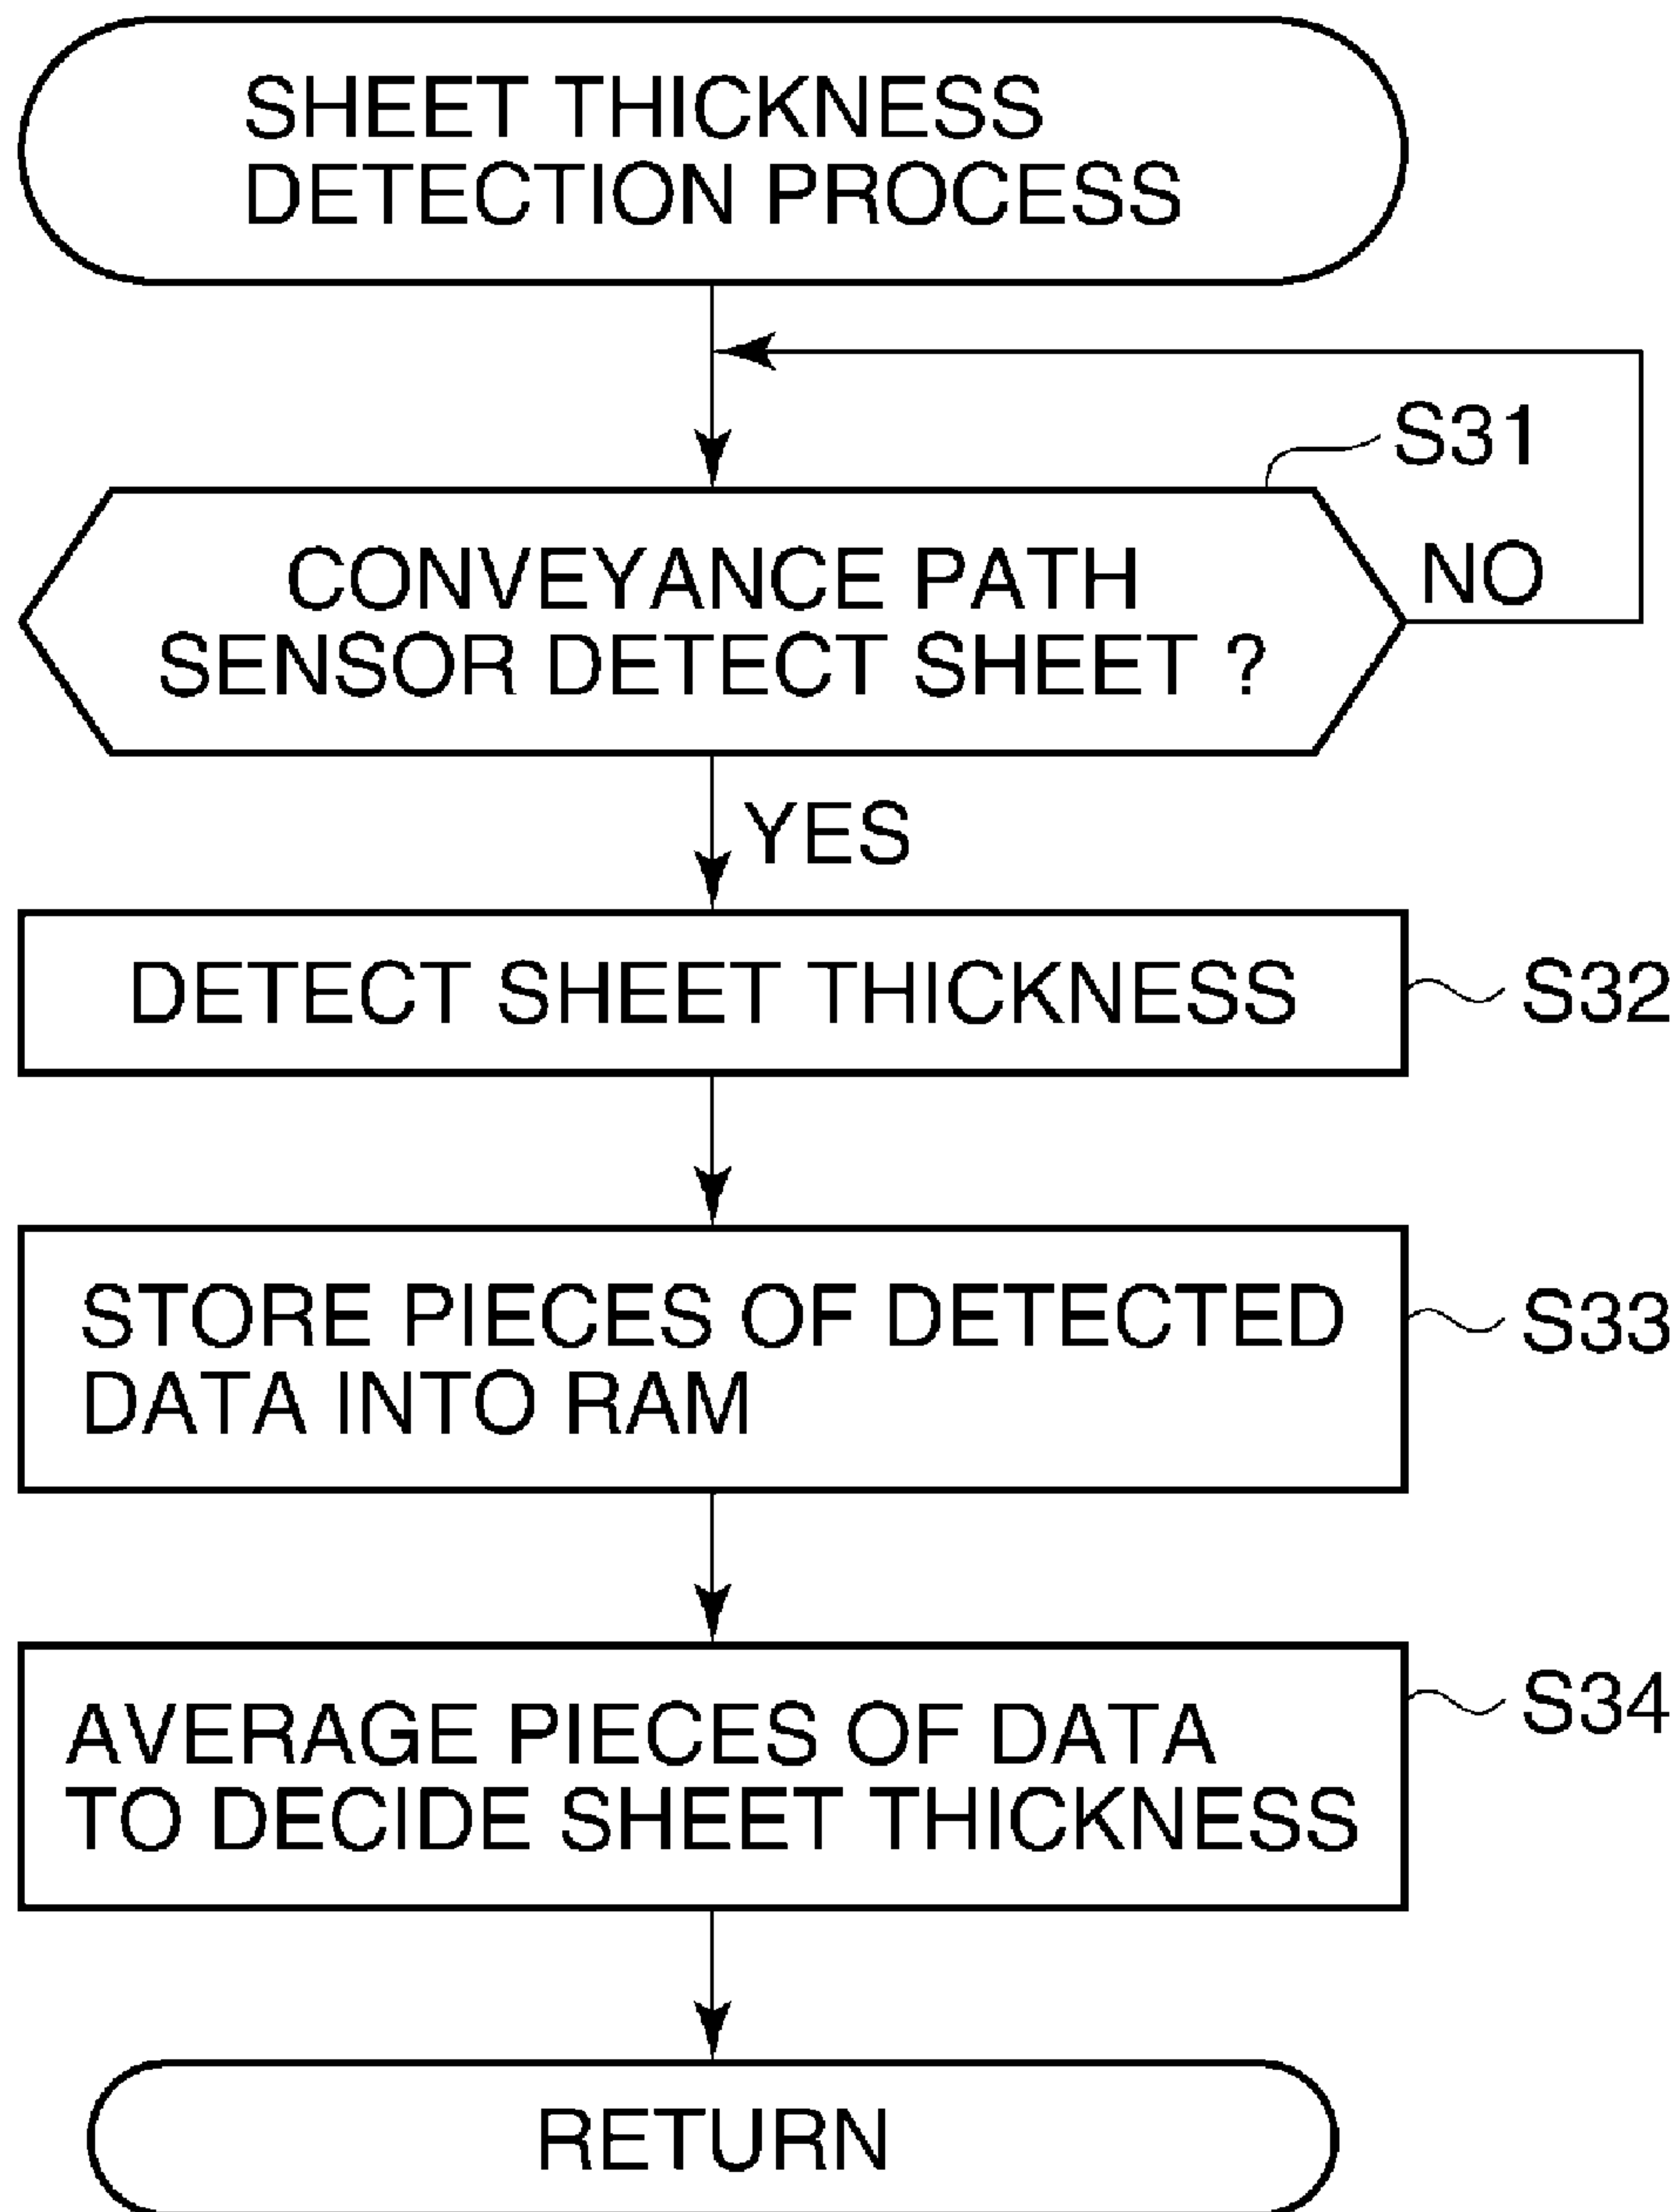 SHEET THICKNESS
DETECTION PROCESS
S31
CONVEYANCE PATH
SENSOR DETECT SHEET ?
NO
YES
DETECT SHEET THICKNESS
S32
STORE PIECES OF DETECTED
DATA INTO RAM
S33
AVERAGE PIECES OF DATA
TO DECIDE SHEET THICKNESS
S34
RETURN